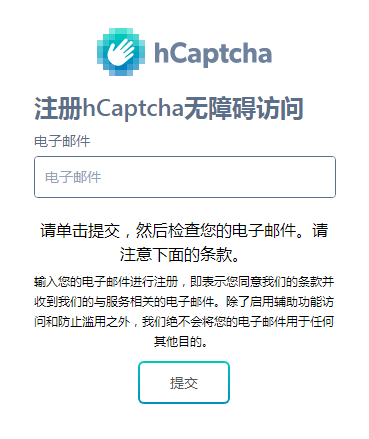 hCaptcha
注册hCaptcha无障碍访问
电子邮件
电子邮件
请单击提交，然后检查您的电子邮件。请
注意下面的条款。
输入您的电子邮件进行注册，即表示您同意我们的条款并
收到我们的与服务相关的电子邮件。除了启用辅助功能访
问和防止滥用之外，我们绝不会将您的电子邮件用于任何
其他目的。
提交